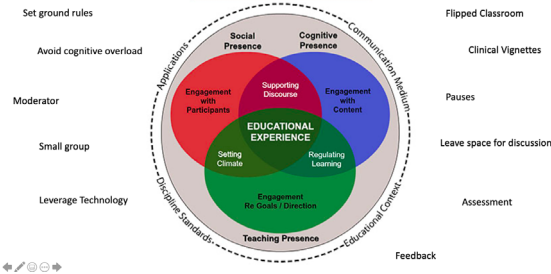 Set ground rules
Flipped Classroom
Avoid cognitive overload
Clinical Vignettes
Moderator
Pauses
Small group
Leave space for discussion
Leverage Technology
Assessment
Feedback
Applications
Communication Medium
Discipline Standards
Educational Context
Social
Presence
Cognitive
Presence
Supporting
Discourse
Engagement
with
Participants
Engagement
with
Content
EDUCATIONAL
EXPERIENCE
Setting
Climate
Regulating
Learning
Engagement
Re Goals / Direction
Teaching Presence